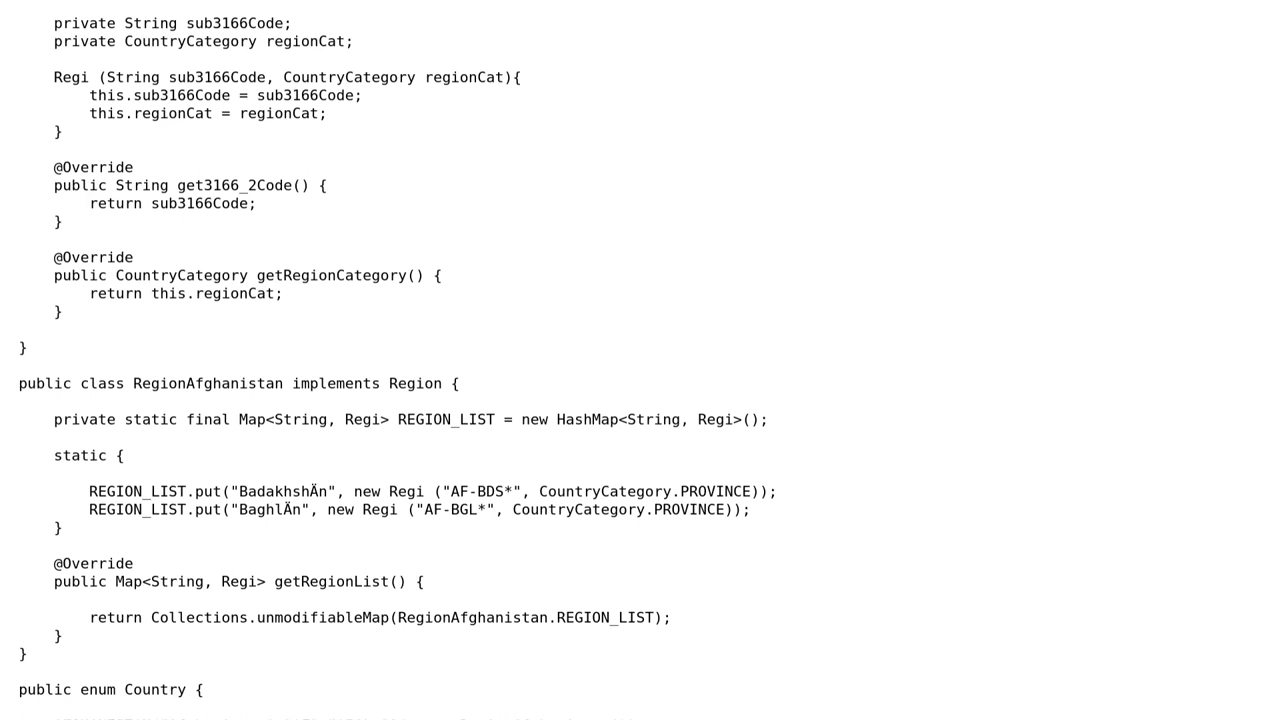 private String sub3166Code;
private CountryCategory regionCat;
Regi (String sub3166Code, CountryCategory regionCat){
this.sub3166Code = sub3166Code;
this.regionCat = regionCat;
}
@Override
public String get3166_2Code() {
return sub3166Code;
}
@Override
public CountryCategory getRegionCategory() {
return this.regionCat;
}
}
public class RegionAfghanistan implements Region {
private static final Map<String, Regi> REGION_LIST = new HashMap<String, Regi>();
static {
REGION_LIST.put("BadakhshÄn", new Regi ("AF-BDS*", CountryCategory.PROVINCE));
REGION_LIST.put("BaghlÄn", new Regi ("AF-BGL*", CountryCategory.PROVINCE));
}
@Override
public Map<String, Regi> getRegionList() {
return Collections.unmodifiableMap(RegionAfghanistan.REGION_LIST);
}
}
public enum Country {